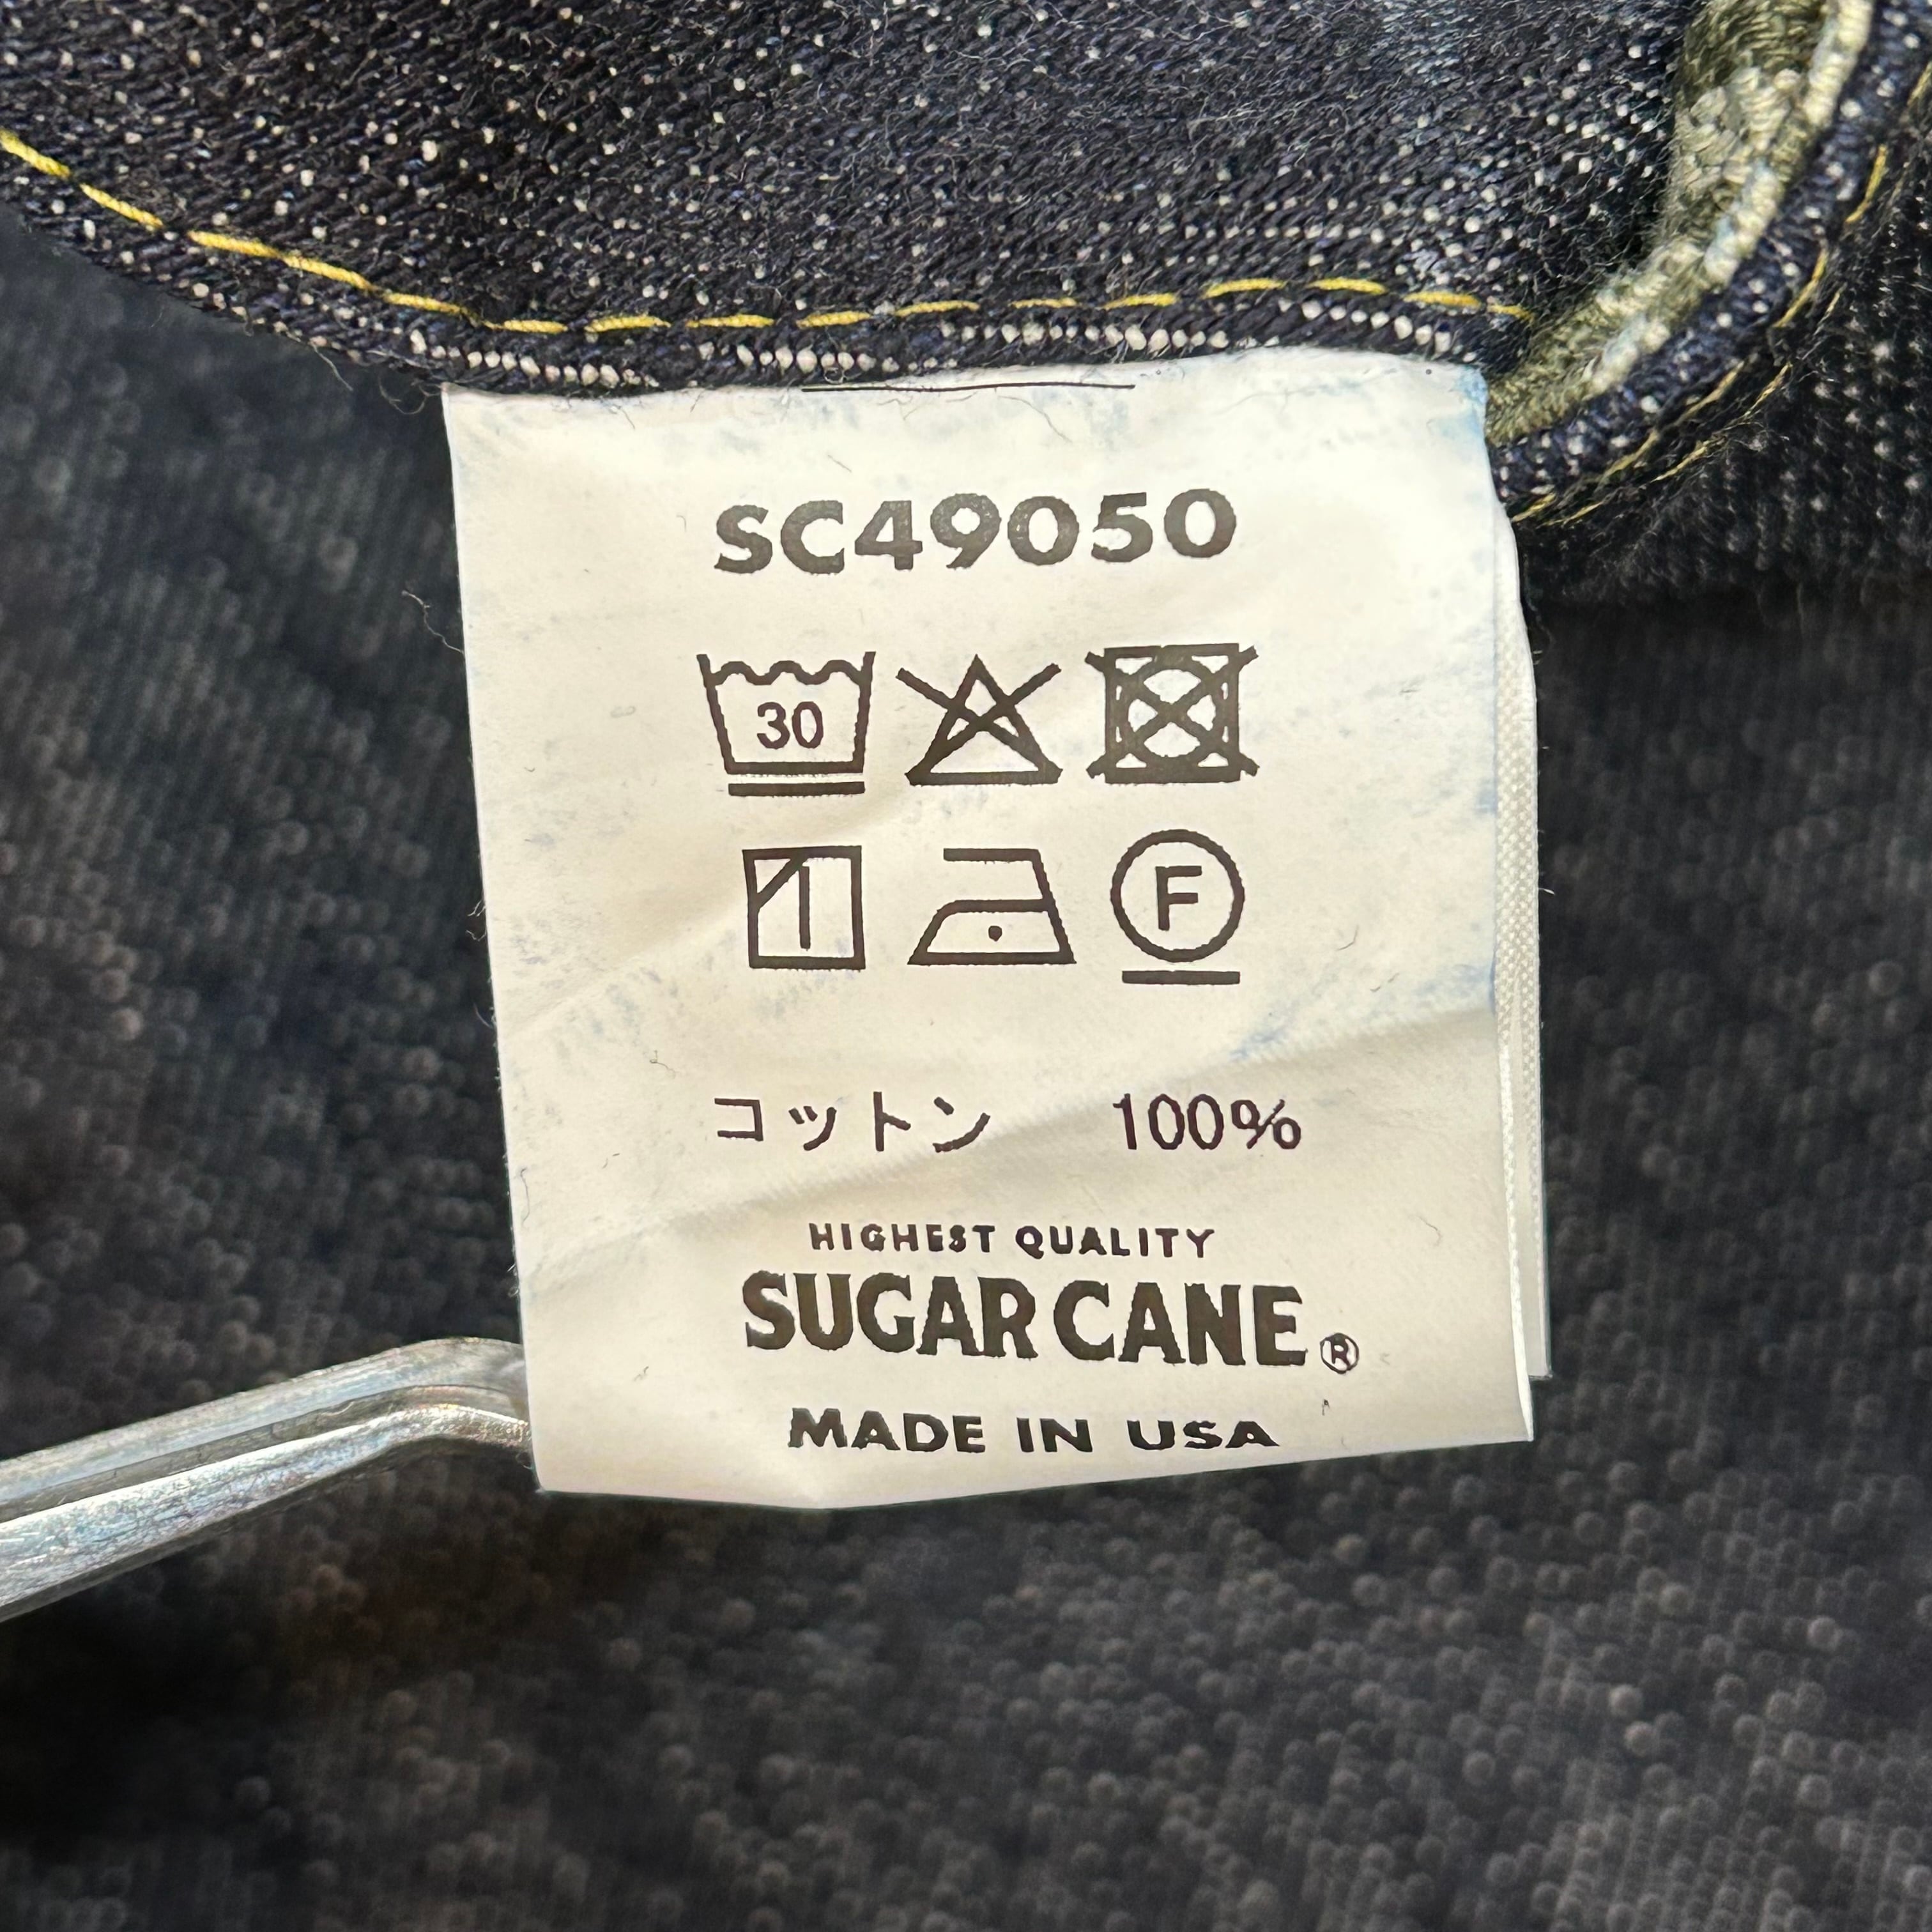 SC49050
30
F
コットン 100%
HIGHEST QUALITY
SUGAR CANE®
MADE IN USA